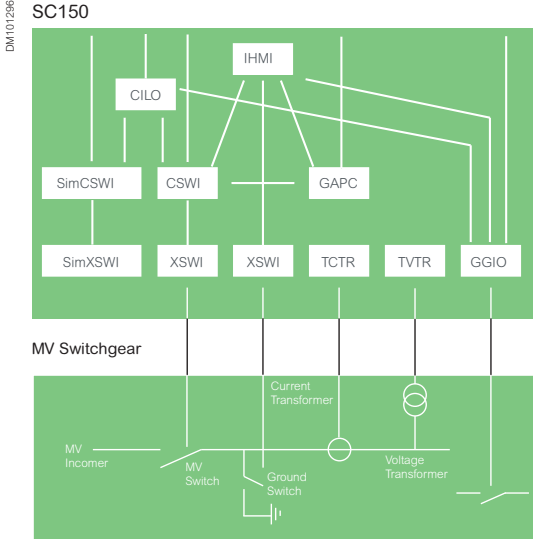 DM101296
SC150
IHMI
CILO
SimCSWI
CSWI
GAPC
SimXSWI
XSWI
XSWI
TCTR
TVTR
GGIO
MV Switchgear
Current
Transformer
MV
Incomer
MV
Switch
Ground
Switch
Voltage
Transformer